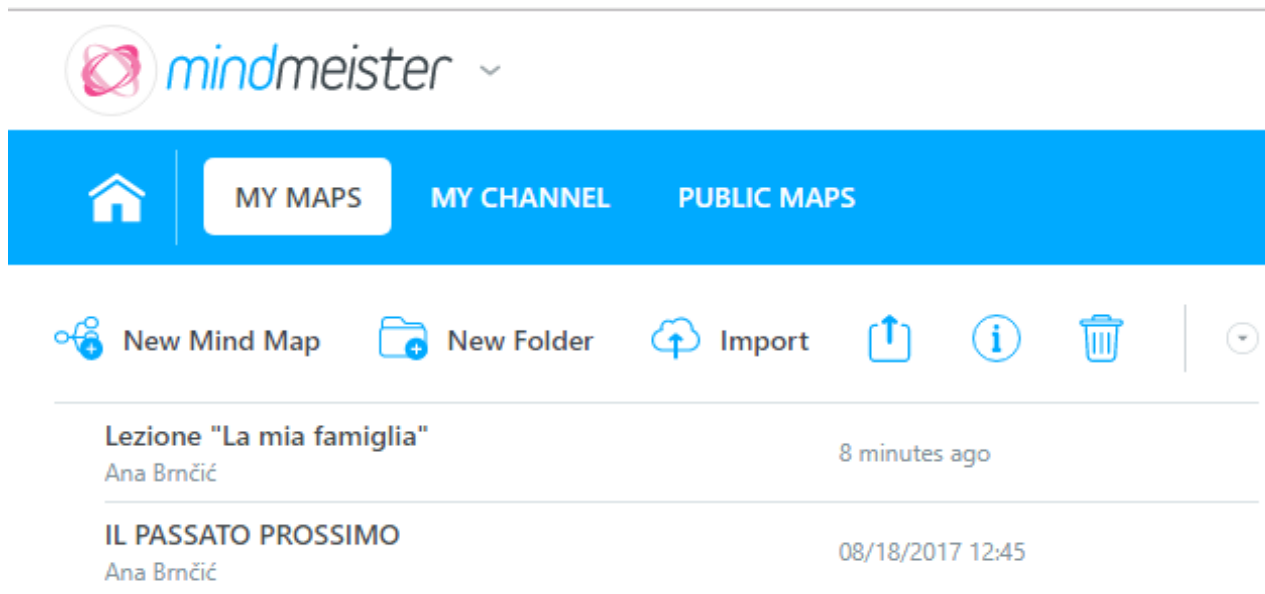 mindmeister
MY MAPS MY CHANNEL PUBLIC MAPS
New Mind Map New Folder Import
Lezione "La mia famiglia" 8 minutes ago
Ana Brnčić
IL PASSATO PROSSIMO 08/18/2017 12:45
Ana Brnčić